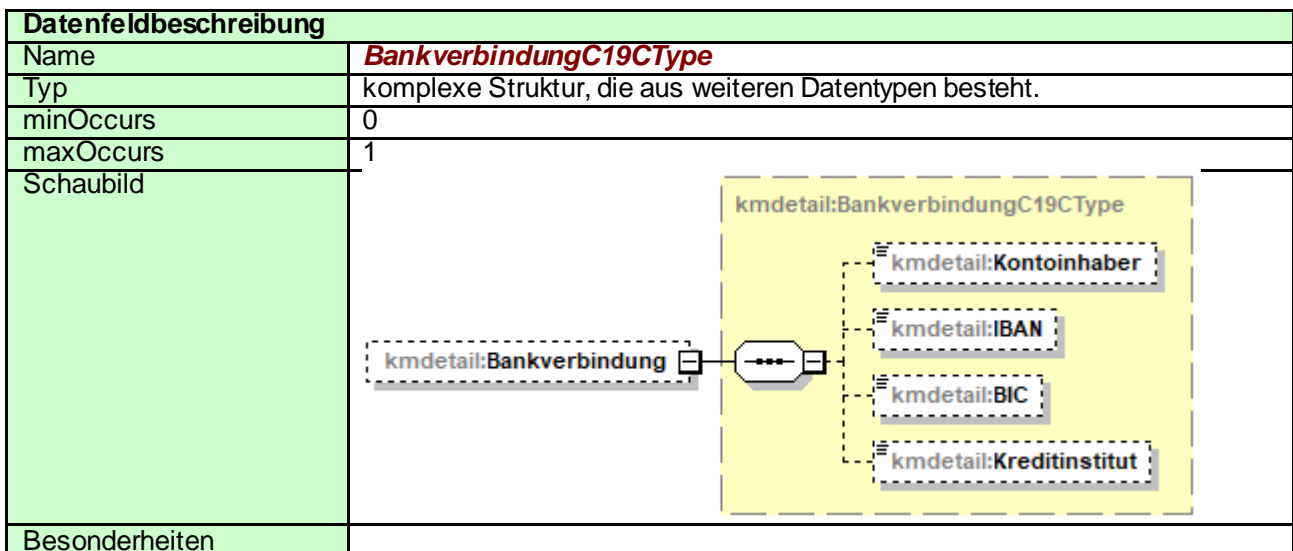 Datenfeldbeschreibung
Name BankverbindungC19CType
Typ komplexe Struktur, die aus weiteren Datentypen besteht.
minOccurs 0
maxOccurs 1
Schaubild
kmdetail:BankverbindungC19CType
kmdetail:Kontoinhaber
kmdetail:IBAN
kmdetail:Bankverbindung
kmdetail:BIC
kmdetail:Kreditinstitut
Besonderheiten